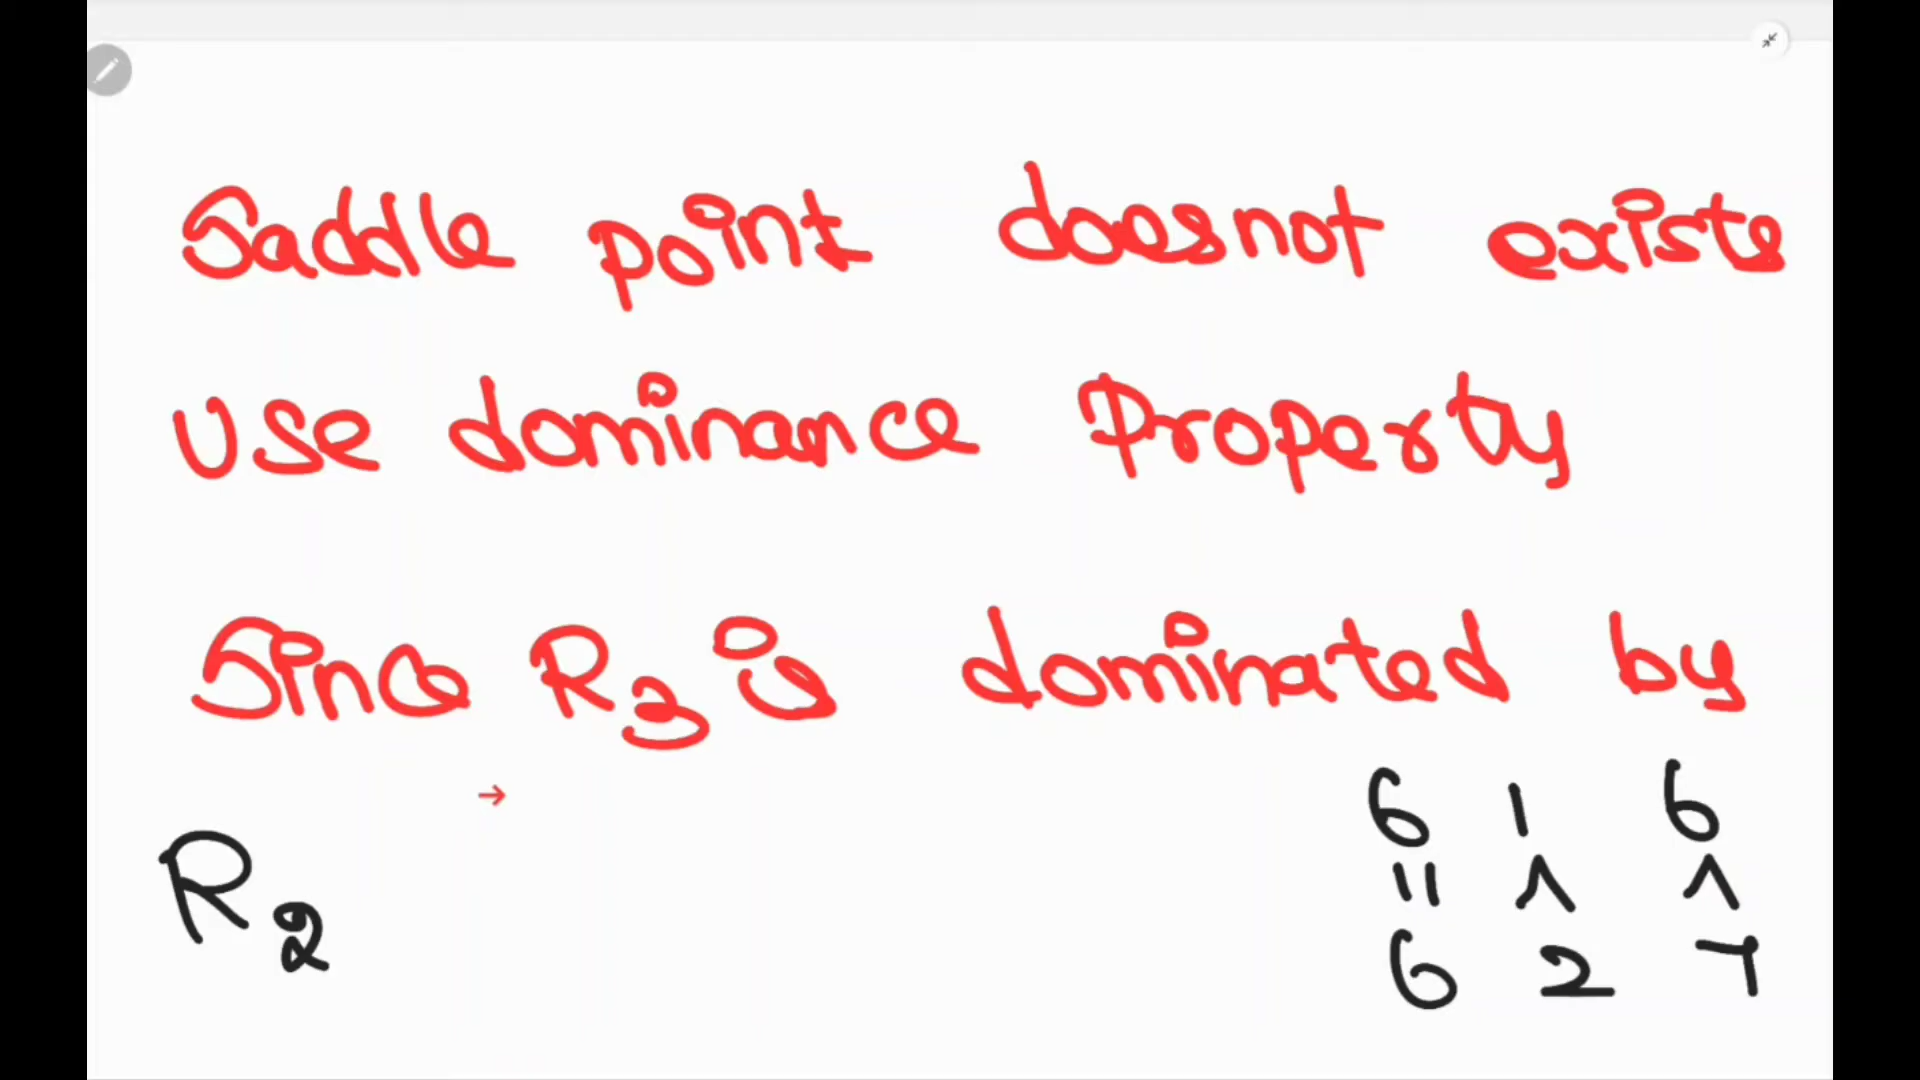 Saddle point doesnot exists
Use dominance Property
Since R3 is dominated by
R2
6 1 6
" ^ ^
6 2 7